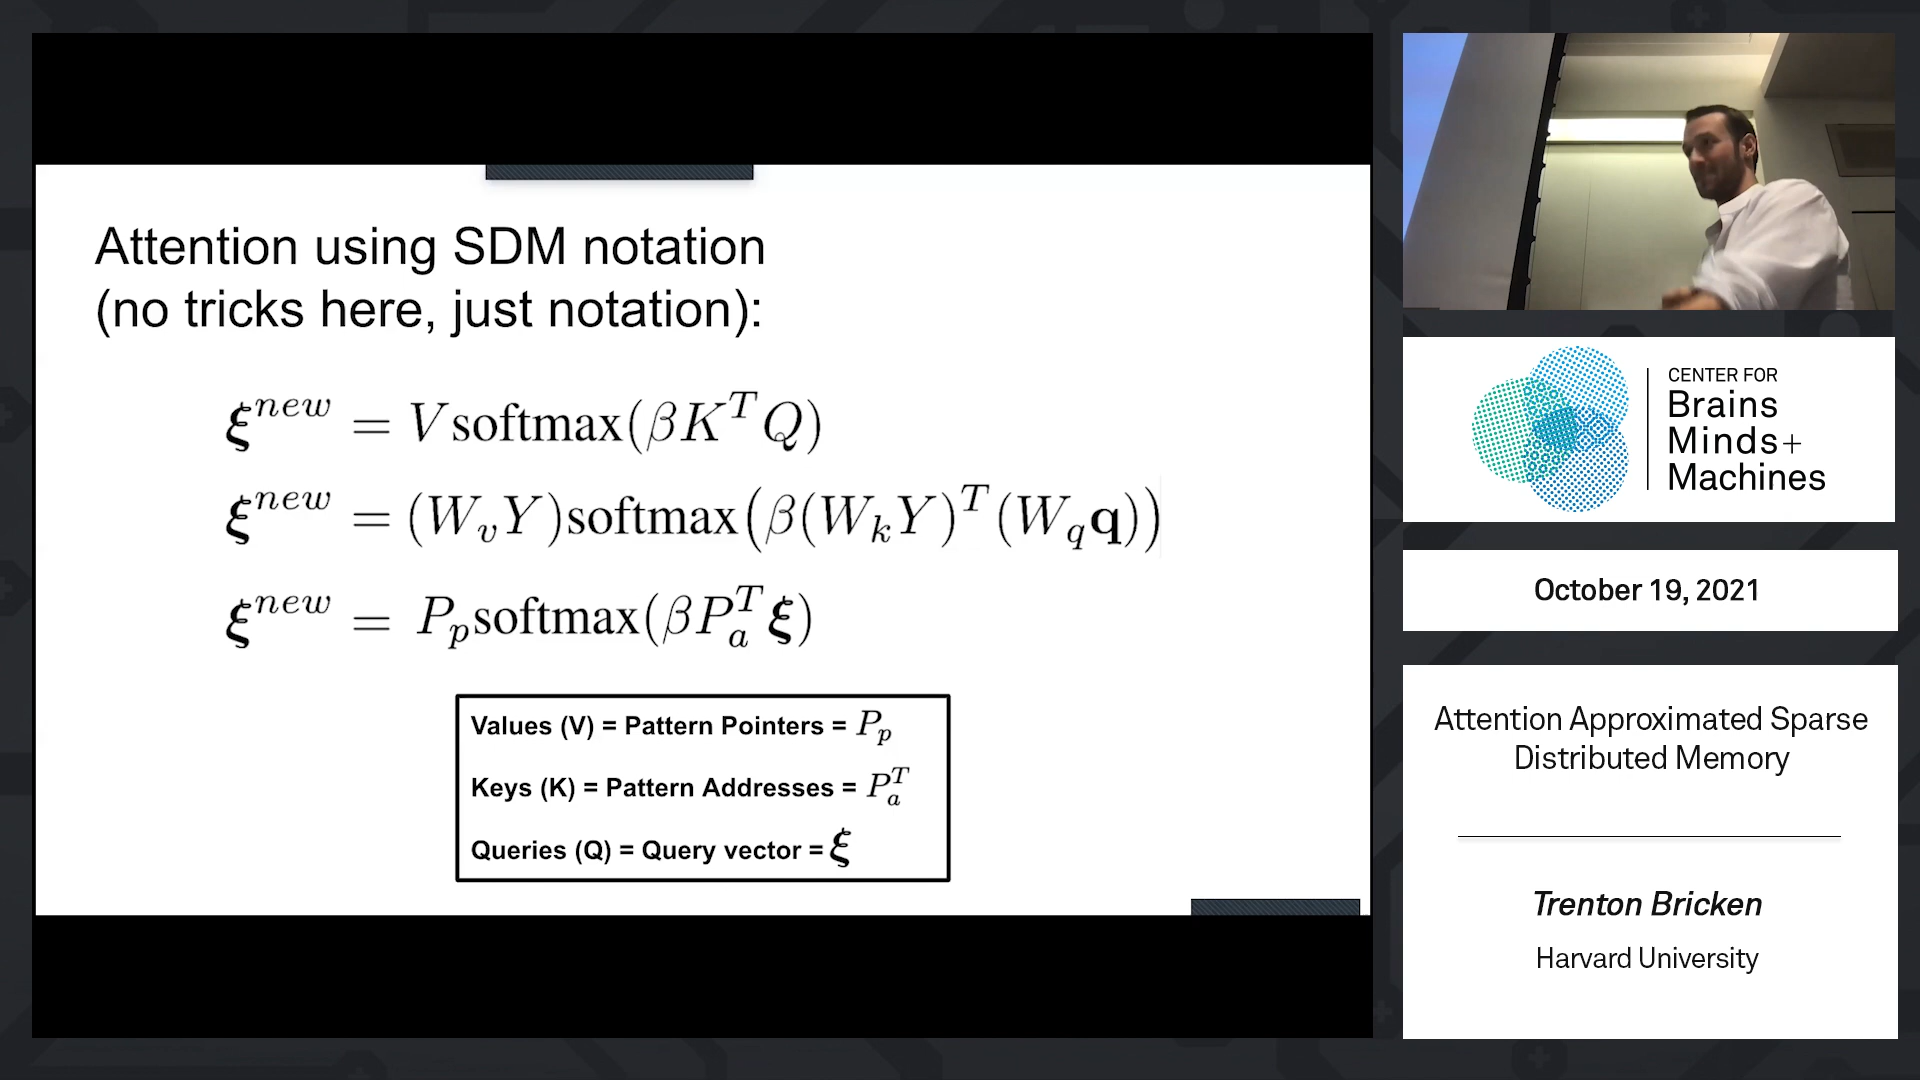 Attention using SDM notation
(no tricks here, just notation):
ξ^{new} = V softmax(βK^T Q)
ξ^{new} = (W_v Y)softmax(β(W_k Y)^T (W_q q))
ξ^{new} = P_p softmax(βP_a^T ξ)
Values (V) = Pattern Pointers = P_p
Keys (K) = Pattern Addresses = P_a^T
Queries (Q) = Query vector = ξ
CENTER FOR
Brains
Minds+
Machines
October 19, 2021
Attention Approximated Sparse
Distributed Memory
Trenton Bricken
Harvard University